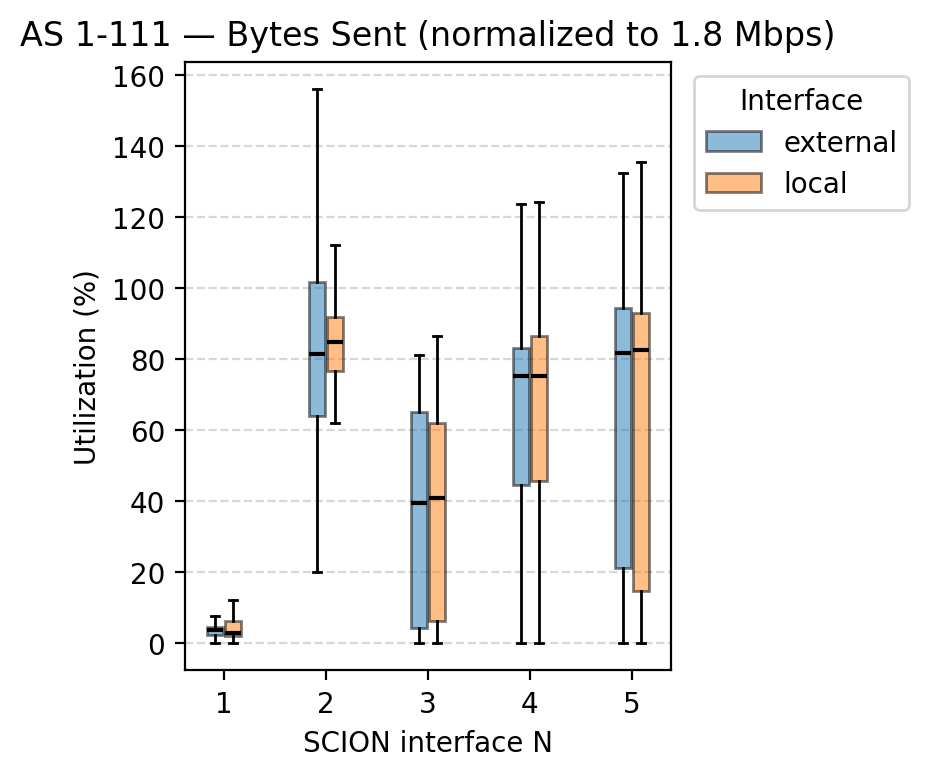 AS 1-111 — Bytes Sent (normalized to 1.8 Mbps)
160
140
120
100
80
60
40
20
0
Utilization (%)
1 2 3 4 5
SCION interface N
Interface
external
local